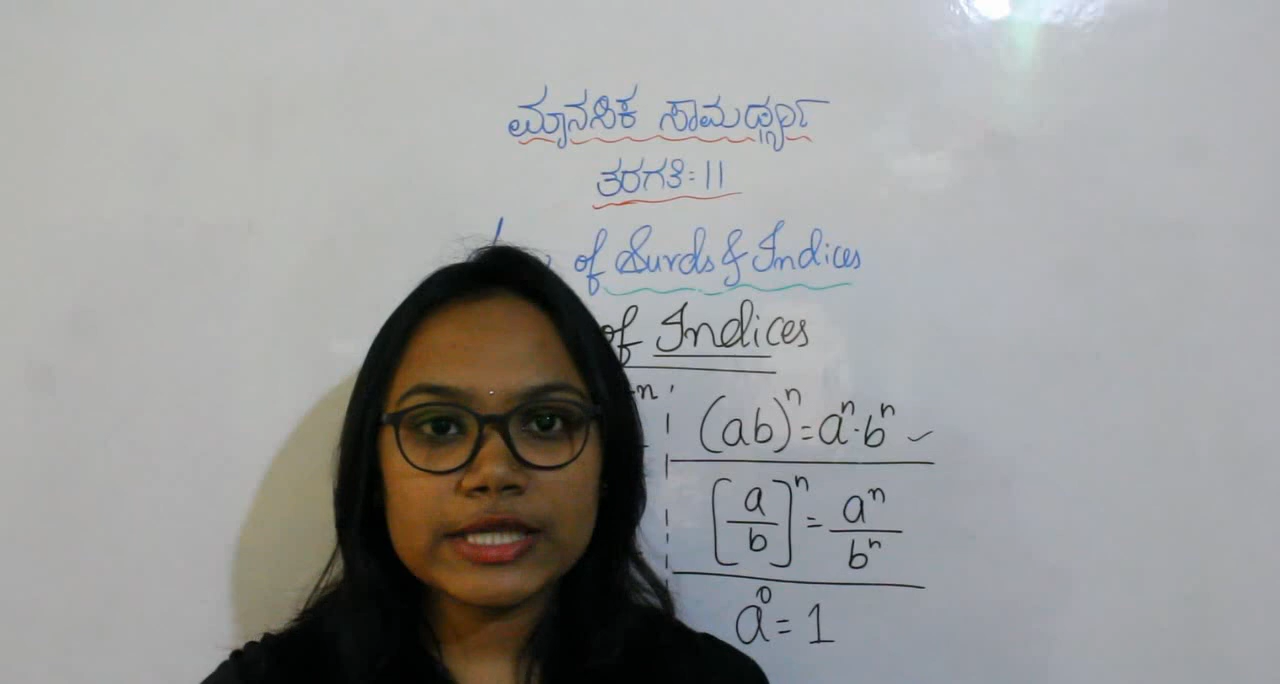 ಮಾನಸಿಕ ಸಾಮರ್ಥ್ಯ
ತರಗತಿ:11
of Surds & Indices
of Indices
(ab)ⁿ = aⁿ·bⁿ
[a/b]ⁿ = aⁿ/bⁿ
a⁰ = 1